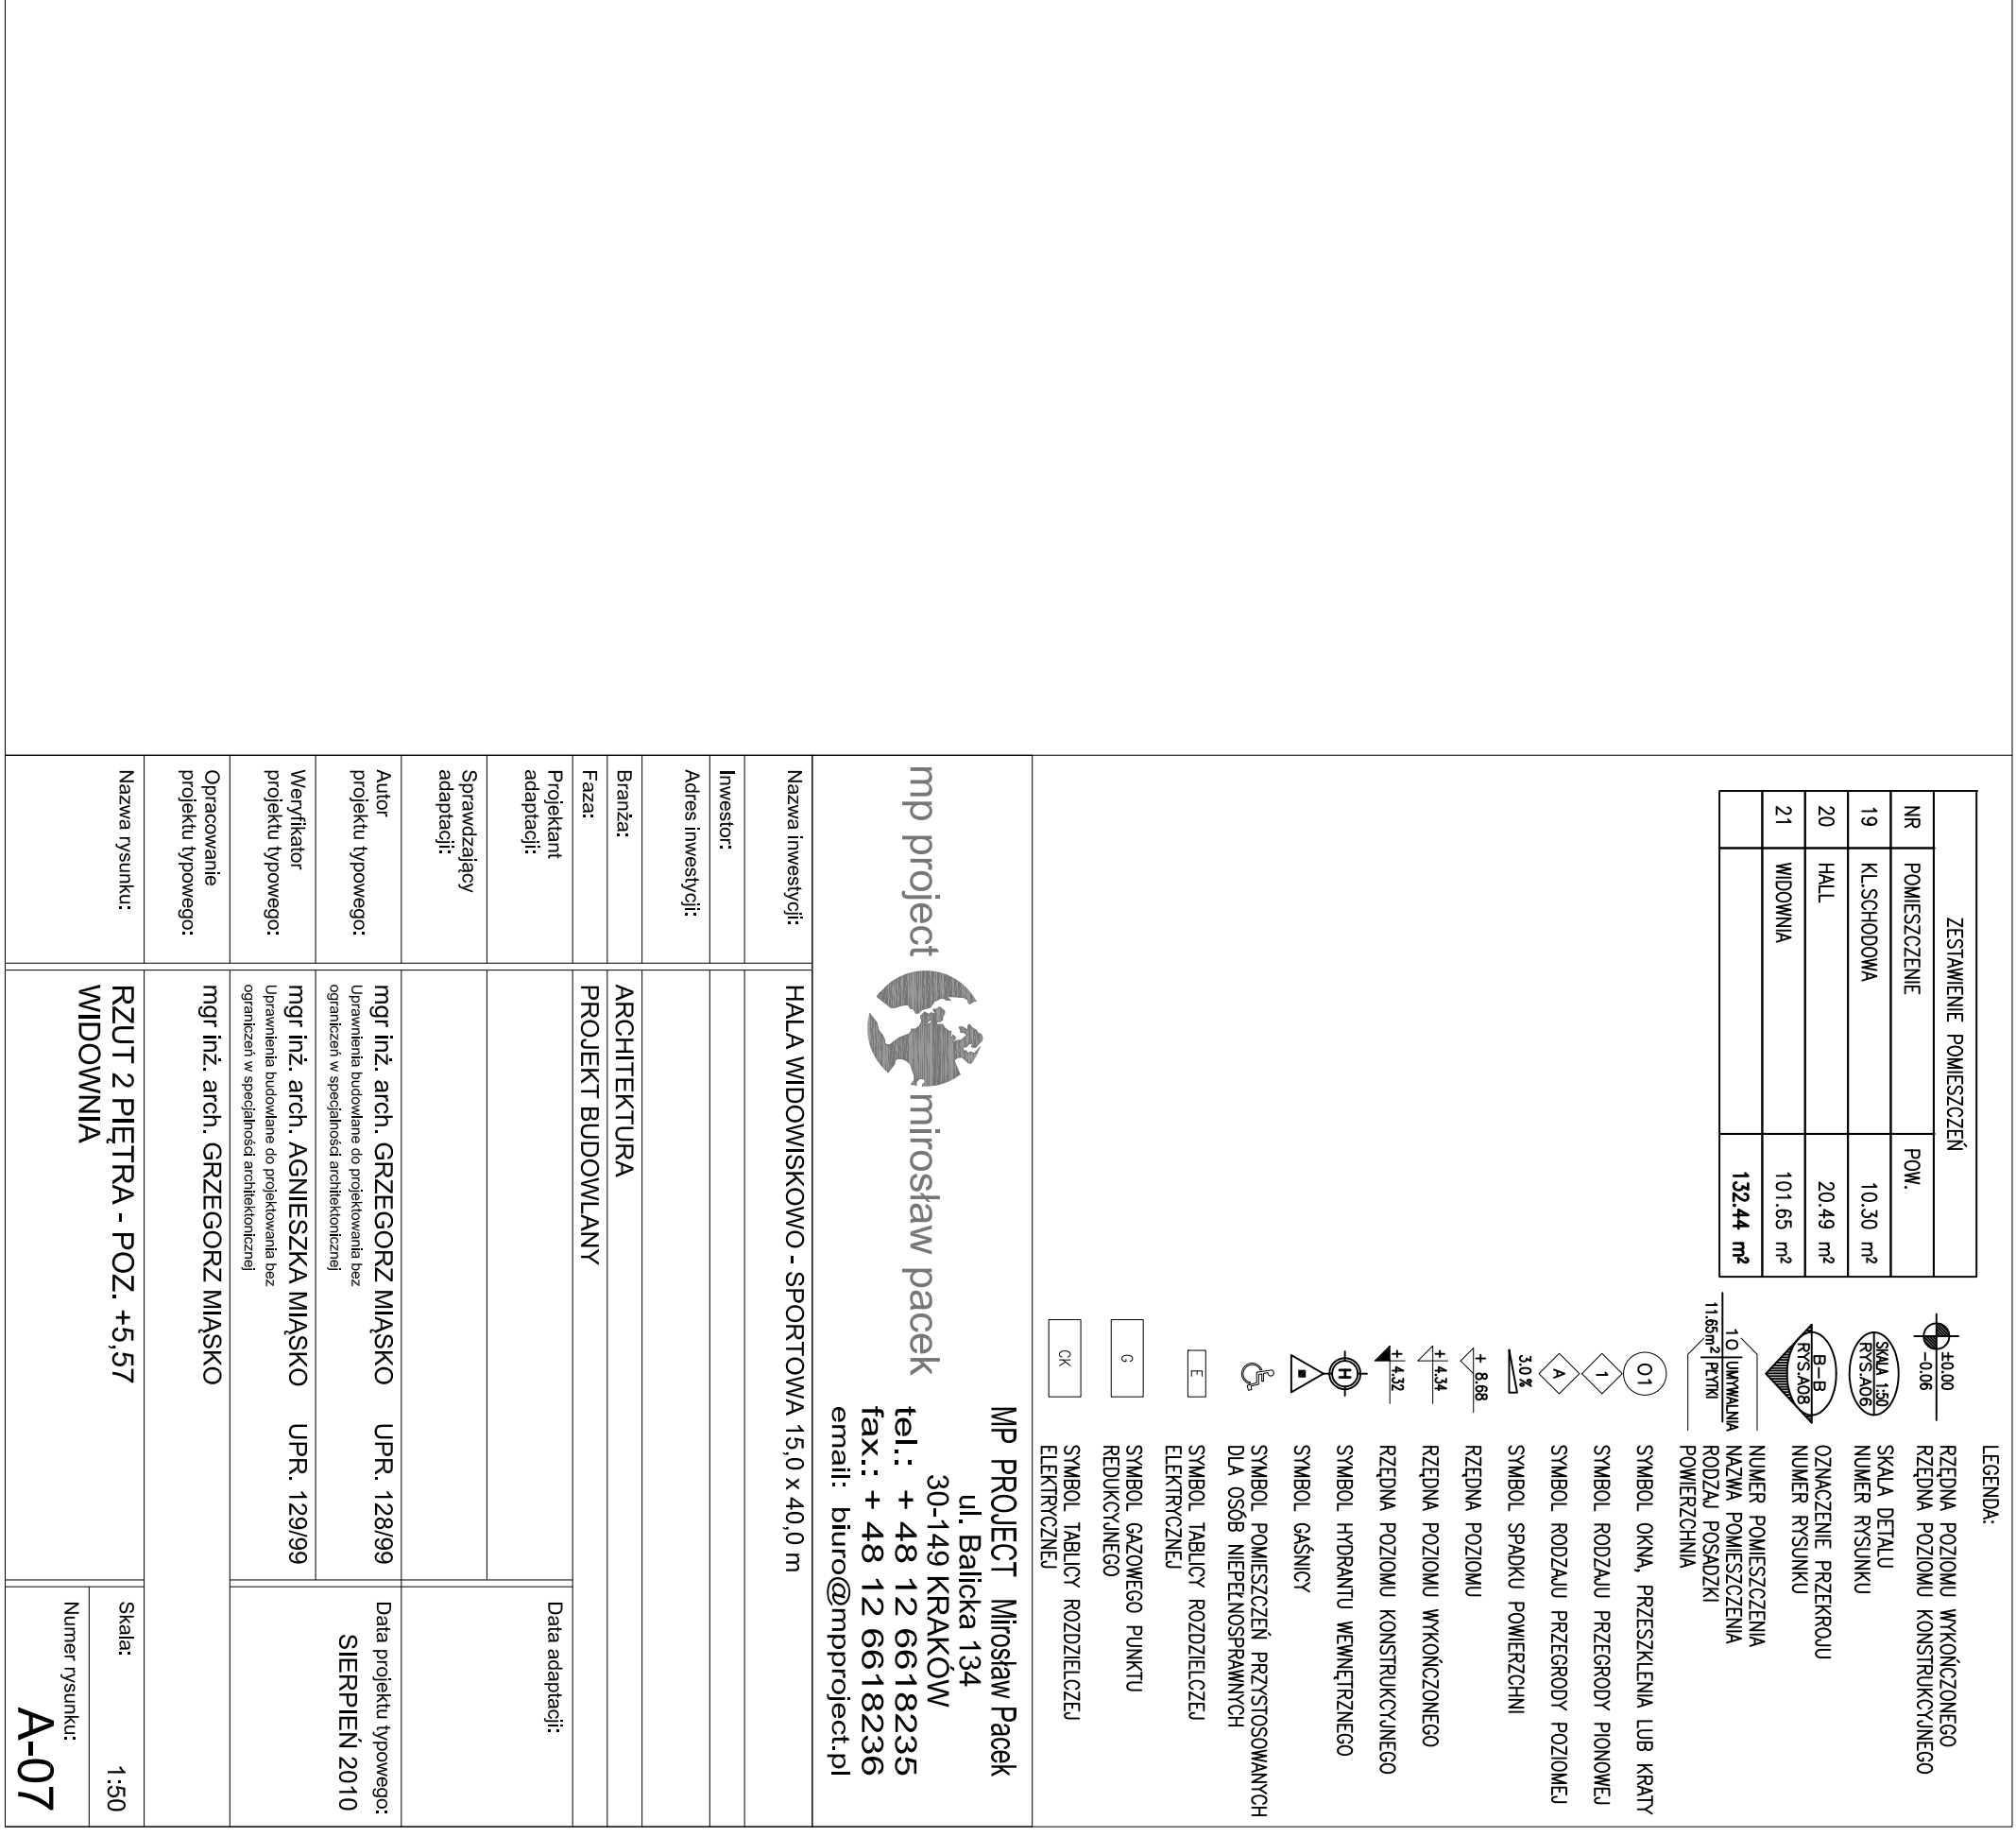 LEGENDA:
ZESTAWIENIE POMIESZCZEŃ
NR POMIESZCZENIE POW.
19 KL.SCHODOWA 10.30 m²
20 HALL 20.49 m²
21 WIDOWNIA 101.65 m²
132.44 m²
±0.00 RZĘDNA POZIOMU WYKOŃCZONEGO
-0.06 RZĘDNA POZIOMU KONSTRUKCYJNEGO
SKALA 1:50 SKALA DETALU
RYS.A06 NUMER RYSUNKU
B-B OZNACZENIE PRZEKROJU
RYS.A08 NUMER RYSUNKU
NUMER POMIESZCZENIA
10 UMYWALNIA NAZWA POMIESZCZENIA
11.65m² PŁYTKI RODZAJ POSADZKI
POWIERZCHNIA
O1 SYMBOL OKNA, PRZESZKLENIA LUB KRATY
1 SYMBOL RODZAJU PRZEGRODY PIONOWEJ
A SYMBOL RODZAJU PRZEGRODY POZIOMEJ
3.0% SYMBOL SPADKU POWIERZCHNI
+ 8.68 RZĘDNA POZIOMU
+ 4.34 RZĘDNA POZIOMU WYKOŃCZONEGO
+ 4.32 RZĘDNA POZIOMU KONSTRUKCYJNEGO
H SYMBOL HYDRANTU WEWNĘTRZNEGO
SYMBOL GAŚNICY
SYMBOL POMIESZCZEŃ PRZYSTOSOWANYCH
DLA OSÓB NIEPEŁNOSPRAWNYCH
E SYMBOL TABLICY ROZDZIELCZEJ
ELEKTRYCZNEJ
G SYMBOL GAZOWEGO PUNKTU
REDUKCYJNEGO
CK SYMBOL TABLICY ROZDZIELCZEJ
ELEKTRYCZNEJ
mp project mirosław pacek
MP PROJECT Mirosław Pacek
ul. Balicka 134
30-149 KRAKÓW
tel.: + 48 12 6618235
fax.: + 48 12 6618236
email: biuro@mpproject.pl
Nazwa inwestycji: HALA WIDOWISKOWO - SPORTOWA 15,0 x 40,0 m
Inwestor:
Adres inwestycji:
Branża: ARCHITEKTURA
Faza: PROJEKT BUDOWLANY
Projektant
adaptacji:
Data adaptacji:
Sprawdzający
adaptacji:
Autor
projektu typowego:
mgr inż. arch. GRZEGORZ MIĄSKO UPR. 128/99
Uprawnienia budowlane do projektowania bez
ograniczeń w specjalności architektonicznej
Data projektu typowego:
SIERPIEŃ 2010
Weryfikator
projektu typowego:
mgr inż. arch. AGNIESZKA MIĄSKO UPR. 129/99
Uprawnienia budowlane do projektowania bez
ograniczeń w specjalności architektonicznej
Opracowanie
projektu typowego:
mgr inż. arch. GRZEGORZ MIĄSKO
Nazwa rysunku:
RZUT 2 PIĘTRA - POZ. +5,57
WIDOWNIA
Skala: 1:50
Numer rysunku:
A-07